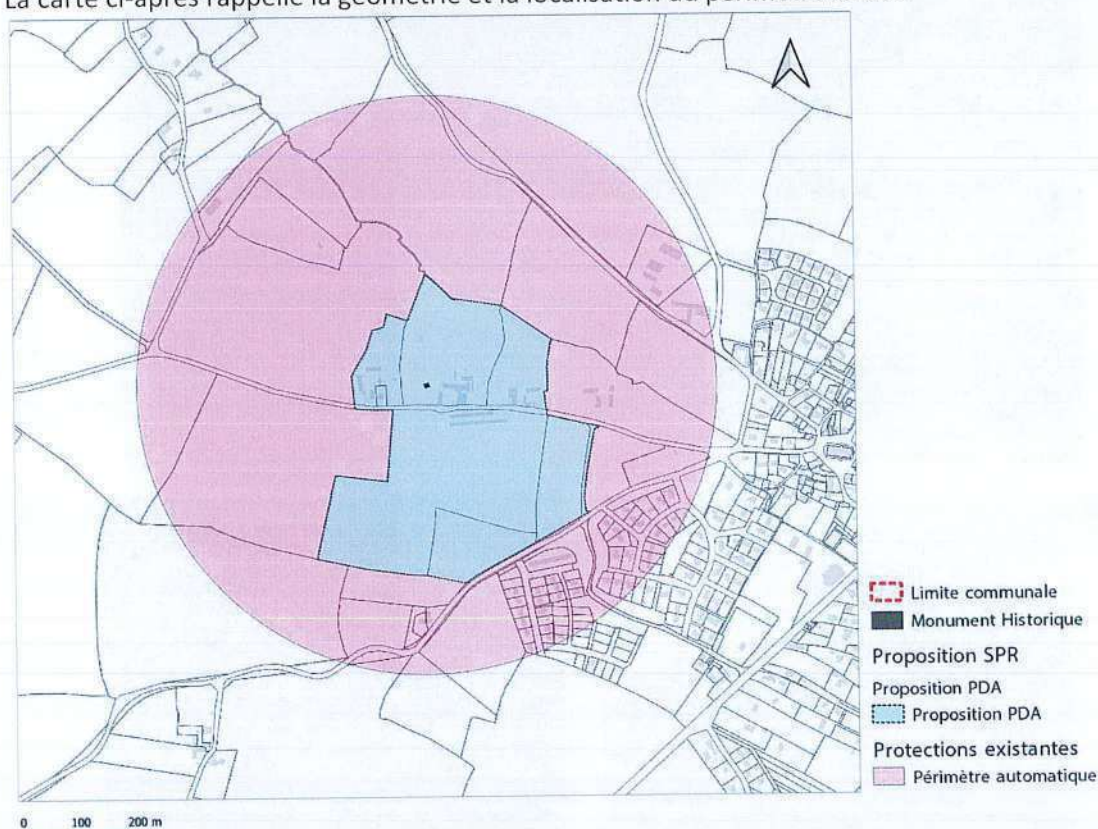 La carte ci-après rappelle la géométrie et la localisation du
Limite communale
Monument Historique
Proposition SPR
Proposition PDA
Proposition PDA
Protections existantes
Périmètre automatique
0 100 200 m